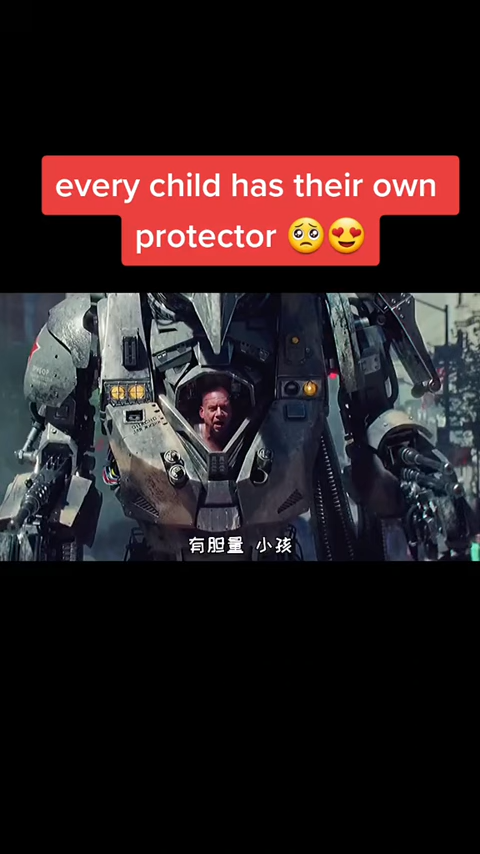 every child has their own
protector 🥺😍
有胆量 小孩